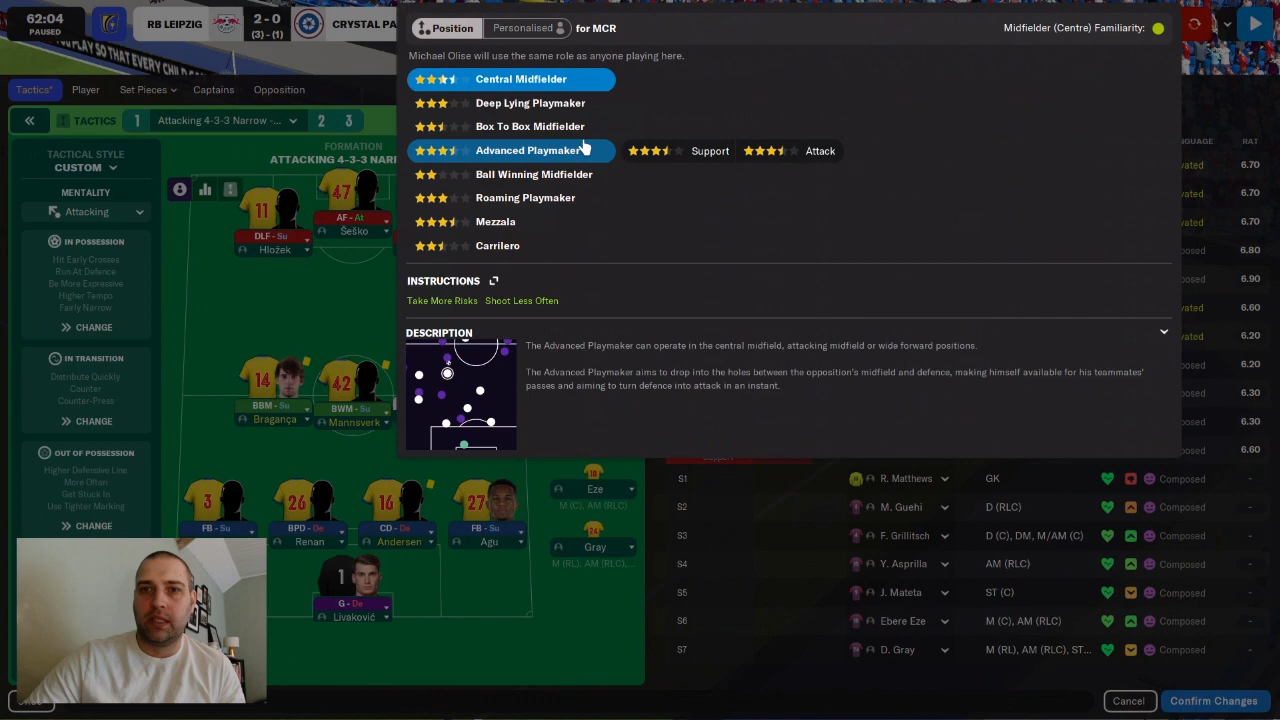 62:04
PAUSED
RB LEIPZIG
2 - 0
(3) - (1)
CRYSTAL PA
Tactics*
Player
Set Pieces
Captains
Opposition
TACTICS
1
Attacking 4-3-3 Narrow -...
2
3
TACTICAL STYLE
CUSTOM
MENTALITY
Attacking
IN POSSESSION
Hit Early Crosses
Run At Defence
Be More Expressive
Higher Tempo
Fairly Narrow
CHANGE
IN TRANSITION
Distribute Quickly
Counter
Counter-Press
CHANGE
OUT OF POSSESSION
Higher Defensive Line
More Often
Get Stuck In
Use Tighter Marking
CHANGE
FORMATION
ATTACKING 4-3-3 NARR
11
DLF - Su
Hložek
47
AF - At
Šeško
14
BBM - Su
Bragança
42
BWM - Su
Mannsverk
3
FB - Su
26
BPD - De
Renan
16
CD - De
Andersen
27
FB - Su
Agu
1
G - De
Livaković
10
Eze
M (C), AM (RLC)
24
Gray
M (RL), AM (RLC),...
Position
Personalised
for MCR
Midfielder (Centre) Familiarity:
Michael Olise will use the same role as anyone playing here.
Central Midfielder
Deep Lying Playmaker
Box To Box Midfielder
Advanced Playmaker
Support
Attack
Ball Winning Midfielder
Roaming Playmaker
Mezzala
Carrilero
INSTRUCTIONS
Take More Risks Shoot Less Often
DESCRIPTION
The Advanced Playmaker can operate in the central midfield, attacking midfield or wide forward positions.
The Advanced Playmaker aims to drop into the holes between the opposition's midfield and defence, making himself available for his teammates'
passes and aiming to turn defence into attack in an instant.
RAT
6.70
6.70
6.70
6.80
6.90
6.60
6.20
6.30
6.30
6.60
S1 R. Matthews GK Composed -
S2 M. Guehi D (RLC) Composed -
S3 F. Grillitsch D (C), DM, M/AM (C) Composed -
S4 Y. Asprilla AM (RLC) Composed -
S5 J. Mateta ST (C) Composed -
S6 Ebere Eze M (C), AM (RLC) Composed -
S7 D. Gray M (RL), AM (RLC), ST... Composed -
Cancel
Confirm Changes